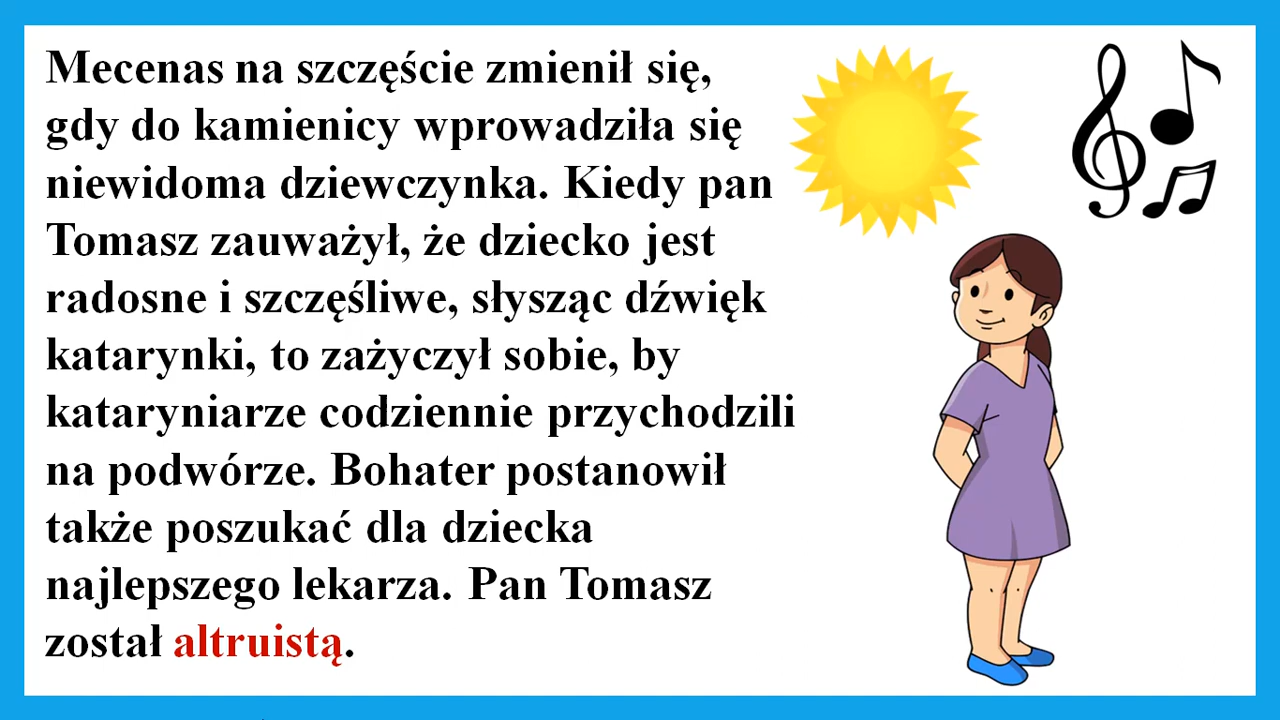 Mecenas na szczęście zmienił się,
gdy do kamienicy wprowadziła się
niewidoma dziewczynka. Kiedy pan
Tomasz zauważył, że dziecko jest
radosne i szczęśliwe, słysząc dźwięk
katarynki, to zażyczył sobie, by
kataryniarze codziennie przychodzili
na podwórze. Bohater postanowił
także poszukać dla dziecka
najlepszego lekarza. Pan Tomasz
został altruistą.